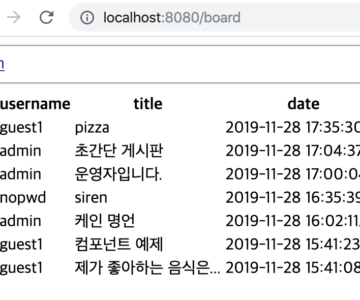 localhost:8080/board
username title date
guest1 pizza 2019-11-28 17:35:30
admin 초간단 게시판 2019-11-28 17:04:37
admin 운영자입니다. 2019-11-28 17:00:04
nopwd siren 2019-11-28 16:35:39
admin 케인 명언 2019-11-28 16:02:11
guest1 컴포넌트 예제 2019-11-28 15:41:23
guest1 제가 좋아하는 음식은... 2019-11-28 15:41:08